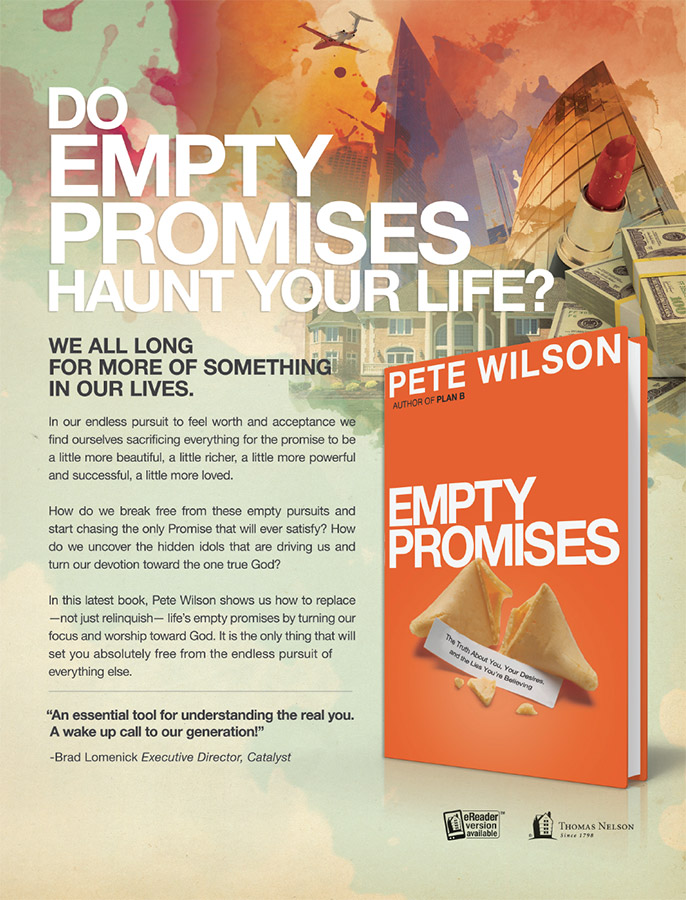 DO
EMPTY
PROMISES
HAUNT YOUR LIFE?
WE ALL LONG
FOR MORE OF SOMETHING
IN OUR LIVES.
In our endless pursuit to feel worth and acceptance we
find ourselves sacrificing everything for the promise to be
a little more beautiful, a little richer, a little more powerful
and successful, a little more loved.
How do we break free from these empty pursuits and
start chasing the only Promise that will ever satisfy? How
do we uncover the hidden idols that are driving us and
turn our devotion toward the one true God?
In this latest book, Pete Wilson shows us how to replace
—not just relinquish— life's empty promises by turning our
focus and worship toward God. It is the only thing that will
set you absolutely free from the endless pursuit of
everything else.
“An essential tool for understanding the real you.
A wake up call to our generation!”
-Brad Lomenick Executive Director, Catalyst
PETE WILSON
AUTHOR OF PLAN B
EMPTY
PROMISES
The Truth About You, Your Desires,
and the Lies You're Believing
eReader
version
available
THOMAS NELSON
Since 1798
100